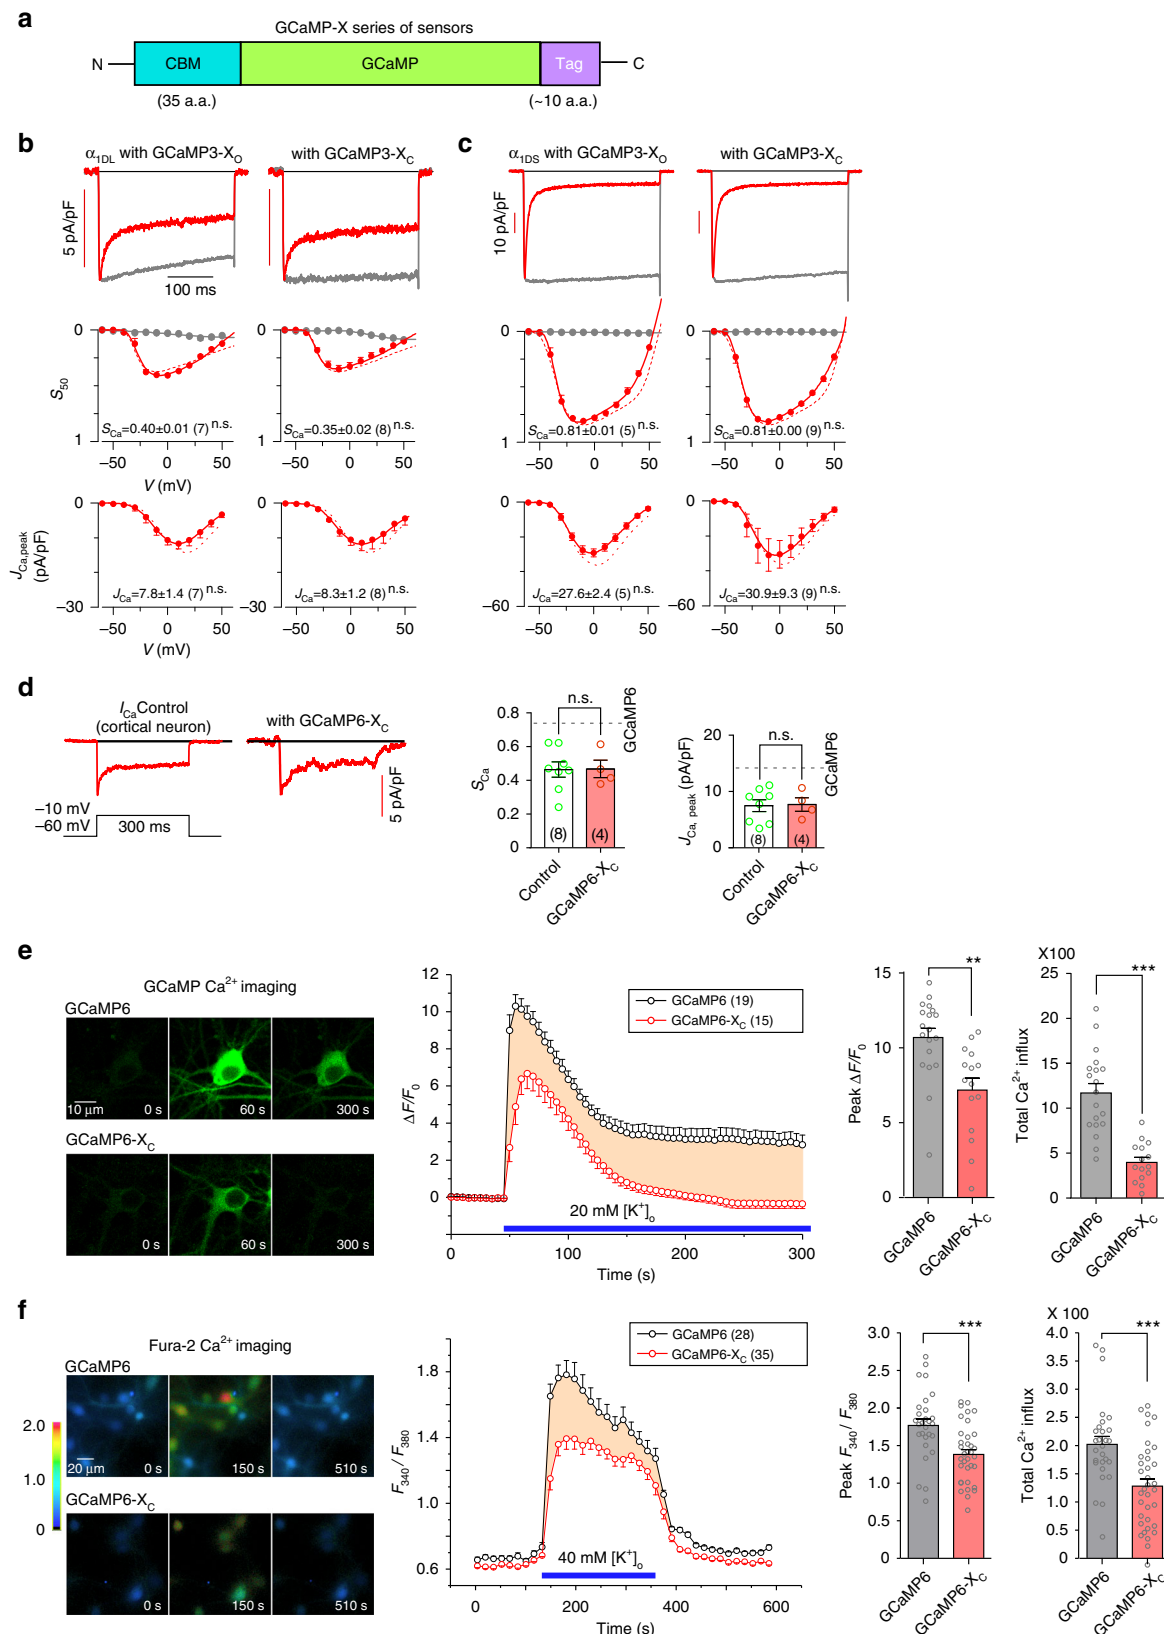 a
GCaMP-X series of sensors
N
CBM
GCaMP
Tag
C
(35 a.a.)
(~10 a.a.)
b
α1DL with GCaMP3-XO
with GCaMP3-XC
5 pA/pF
100 ms
0
0
S50
SCa=0.40±0.01 (7) n.s.
SCa=0.35±0.02 (8) n.s.
1
−50 0 50
−50 0 50
V (mV)
0
0
JCa,peak
(pA/pF)
JCa=7.8±1.4 (7) n.s.
JCa=8.3±1.2 (8) n.s.
−30
−30
−50 0 50
−50 0 50
V (mV)
c
α1DS with GCaMP3-XO
with GCaMP3-XC
10 pA/pF
0
0
SCa=0.81±0.01 (5) n.s.
SCa=0.81±0.00 (9) n.s.
1
1
−50 0 50
−50 0 50
0
0
JCa=27.6±2.4 (5) n.s.
JCa=30.9±9.3 (9) n.s.
−60
−60
−50 0 50
−50 0 50
d
ICa Control
(cortical neuron)
with GCaMP6-XC
5 pA/pF
−10 mV
−60 mV
300 ms
n.s.
GCaMP6
0.8
0.6
0.4
0.2
0
SCa
(8)
(4)
Control
GCaMP6-XC
n.s.
GCaMP6
20
15
10
5
0
JCa, peak (pA/pF)
(8)
(4)
Control
GCaMP6-XC
e
GCaMP Ca2+ imaging
GCaMP6
10 μm
0 s
60 s
300 s
GCaMP6-XC
0 s
60 s
300 s
12
10
8
6
4
2
0
ΔF/F0
GCaMP6 (19)
GCaMP6-XC (15)
20 mM [K+]o
0 100 200 300
Time (s)
**
15
10
5
0
Peak ΔF/F0
GCaMP6
GCaMP6-XC
X100
***
25
20
15
10
5
0
Total Ca2+ influx
GCaMP6
GCaMP6-XC
f
Fura-2 Ca2+ imaging
GCaMP6
2.0
1.0
0
20 μm
0 s
150 s
510 s
GCaMP6-XC
0 s
150 s
510 s
1.8
1.4
1.0
0.6
F340 / F380
GCaMP6 (28)
GCaMP6-XC (35)
40 mM [K+]o
0 200 400 600
Time (s)
***
3.0
2.5
2.0
1.5
1.0
0.5
0
Peak F340 / F380
GCaMP6
GCaMP6-XC
X 100
***
4.0
3.5
3.0
2.5
2.0
1.5
1.0
0.5
0
Total Ca2+ influx
GCaMP6
GCaMP6-XC